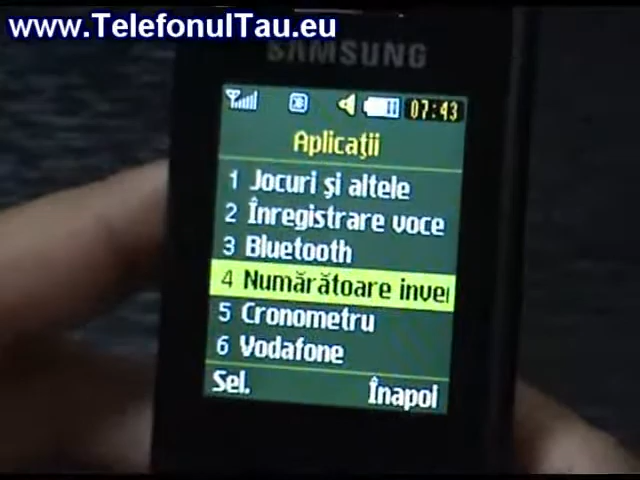 www.TelefonulTau.eu
SAMSUNG
07:43
Aplicaţii
1 Jocuri şi altele
2 Înregistrare voce
3 Bluetooth
4 Numărătoare inve
5 Cronometru
6 Vodafone
Sel. Înapoi